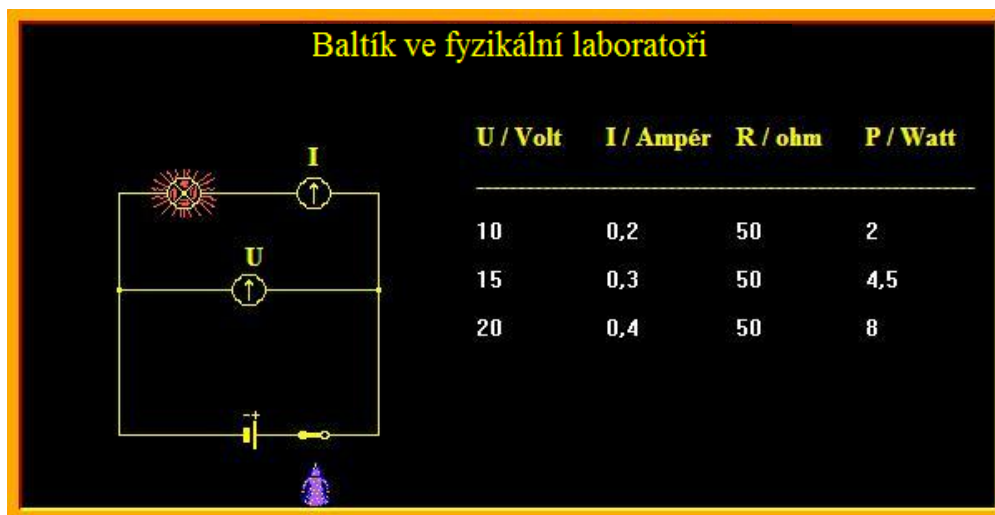 Baltík ve fyzikální laboratoři
U / Volt I / Ampér R / ohm P / Watt
10 0,2 50 2
15 0,3 50 4,5
20 0,4 50 8
I
U
-+